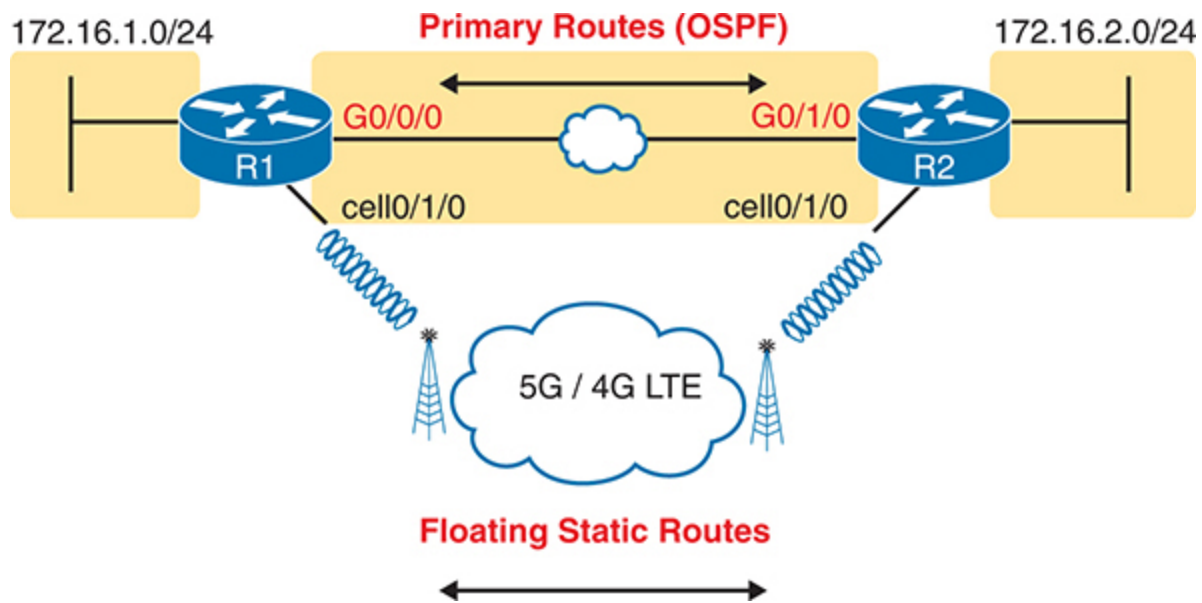 172.16.1.0/24
Primary Routes (OSPF)
172.16.2.0/24
G0/0/0
G0/1/0
R1
R2
cell0/1/0
cell0/1/0
5G / 4G LTE
Floating Static Routes